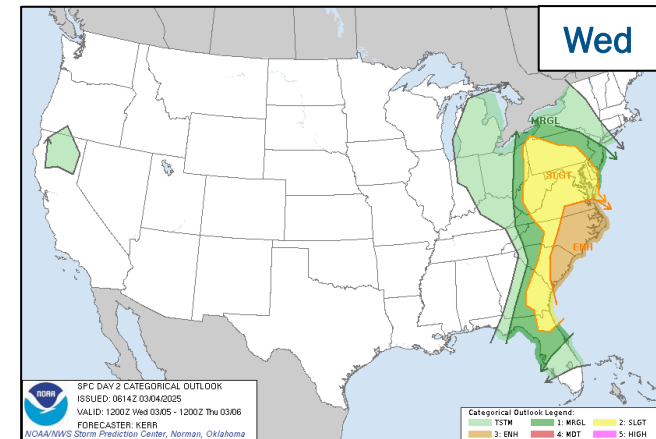 Wed
MRGL
SLGT
ENH
NOAA
SPC DAY 2 CATEGORICAL OUTLOOK
ISSUED: 0614Z 03/04/2025
VALID: 1200Z Wed 03/05 - 1200Z Thu 03/06
FORECASTER: KERR
NOAA/NWS Storm Prediction Center, Norman, Oklahoma
Categorical Outlook Legend:
TSTM 1: MRGL 2: SLGT
3: ENH 4: MDT 5: HIGH